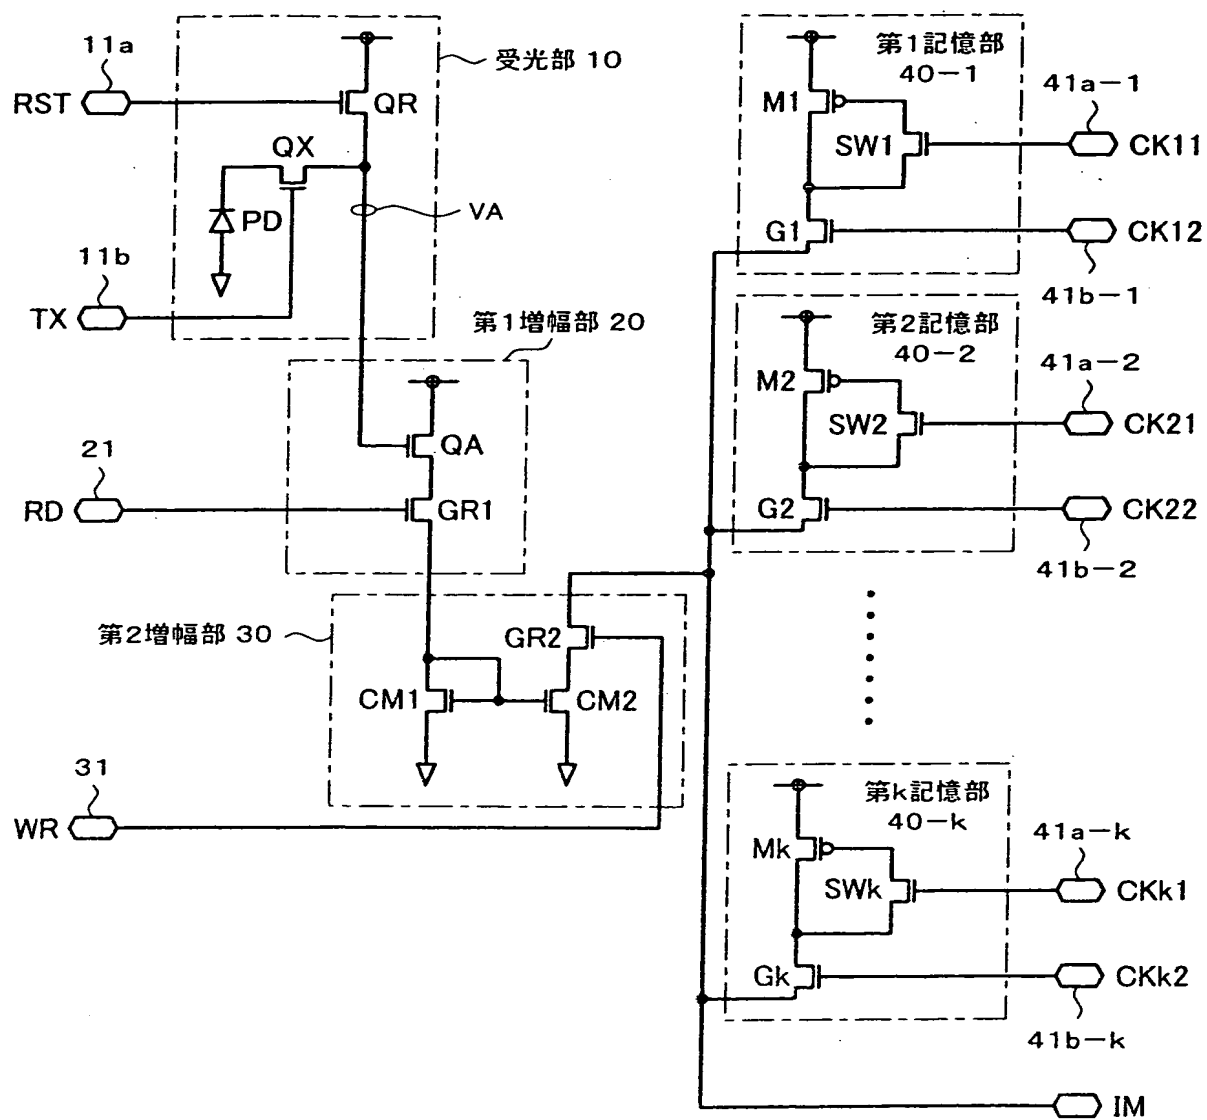 11a
RST
QR
受光部 10
QX
PD
VA
11b
TX
第1増幅部 20
QA
21
RD
GR1
第2増幅部 30
GR2
CM1
CM2
31
WR
第1記憶部
40-1
M1
SW1
41a-1
CK11
G1
CK12
41b-1
第2記憶部
40-2
M2
SW2
41a-2
CK21
G2
CK22
41b-2
第k記憶部
40-k
Mk
SWk
41a-k
CKk1
Gk
CKk2
41b-k
IM